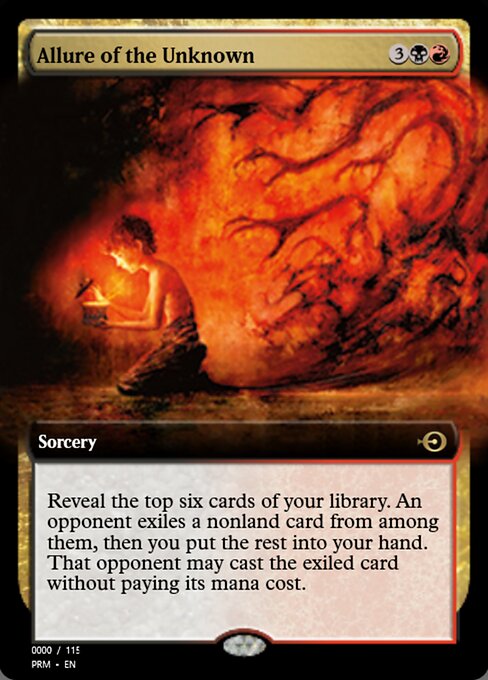 Allure of the Unknown
3
Sorcery
Reveal the top six cards of your library. An
opponent exiles a nonland card from among
them, then you put the rest into your hand.
That opponent may cast the exiled card
without paying its mana cost.
0000 / 115
PRM • EN